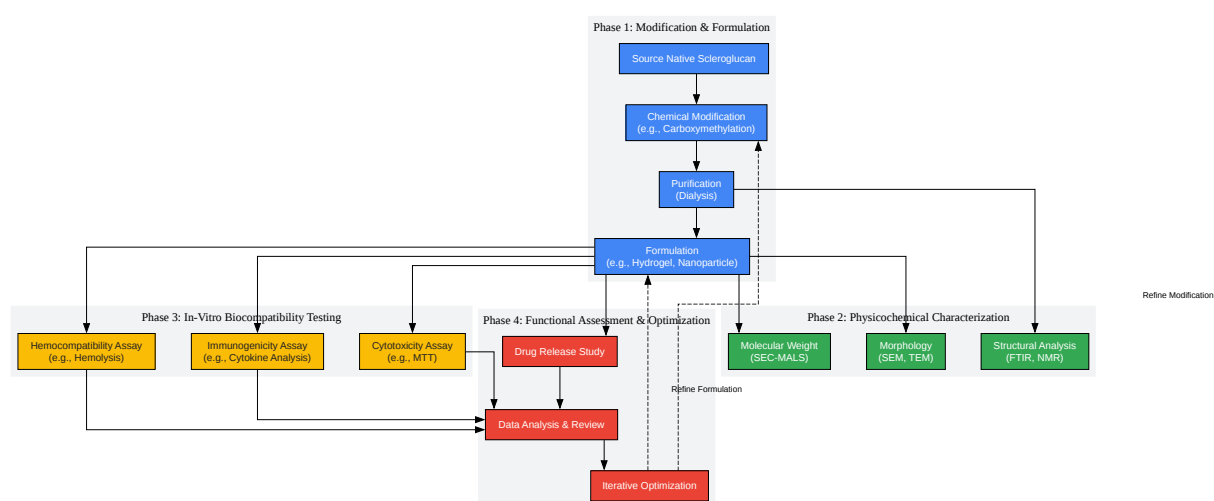 Phase 1: Modification & Formulation
Source Native Scleroglucan
Chemical Modification
(e.g., Carboxymethylation)
Purification
(Dialysis)
Formulation
(e.g., Hydrogel, Nanoparticle)
Refine Modification
Phase 3: In-Vitro Biocompatibility Testing
Hemocompatibility Assay
(e.g., Hemolysis)
Immunogenicity Assay
(e.g., Cytokine Analysis)
Cytotoxicity Assay
(e.g., MTT)
Phase 4: Functional Assessment & Optimization
Drug Release Study
Refine Formulation
Data Analysis & Review
Iterative Optimization
Phase 2: Physicochemical Characterization
Molecular Weight
(SEC-MALS)
Morphology
(SEM, TEM)
Structural Analysis
(FTIR, NMR)